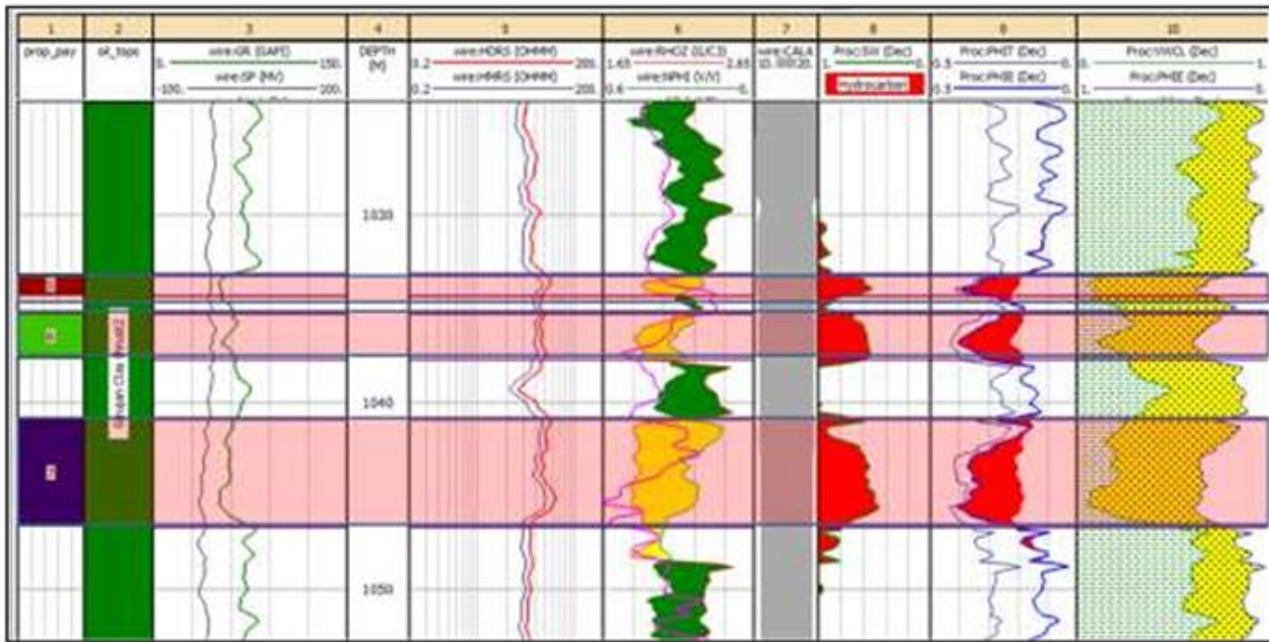 1 2 3 4 5 6 7 8 9 10
prop_pay
wire:GR (GAPI)
0. 150.
wire:SP (MV)
-100. 100.
DEPTH
(M)
wire:HDRS (OHMM)
0.2 200.
wire:HMRS (OHMM)
0.2 200.
wire:RHOZ (G/C3)
1.65 2.65
wire:NPHI (V/V)
0.6 0.
wire:CALA
Proc:SW (Dec)
1. 0.
Hydrocarbon
Proc:PHIT (Dec)
0.5 0.
Proc:PHIE (Dec)
0.5 0.
Proc:VWCL (Dec)
0. 1.
Proc:PHIE (Dec)
1. 0.
1030
1040
1050